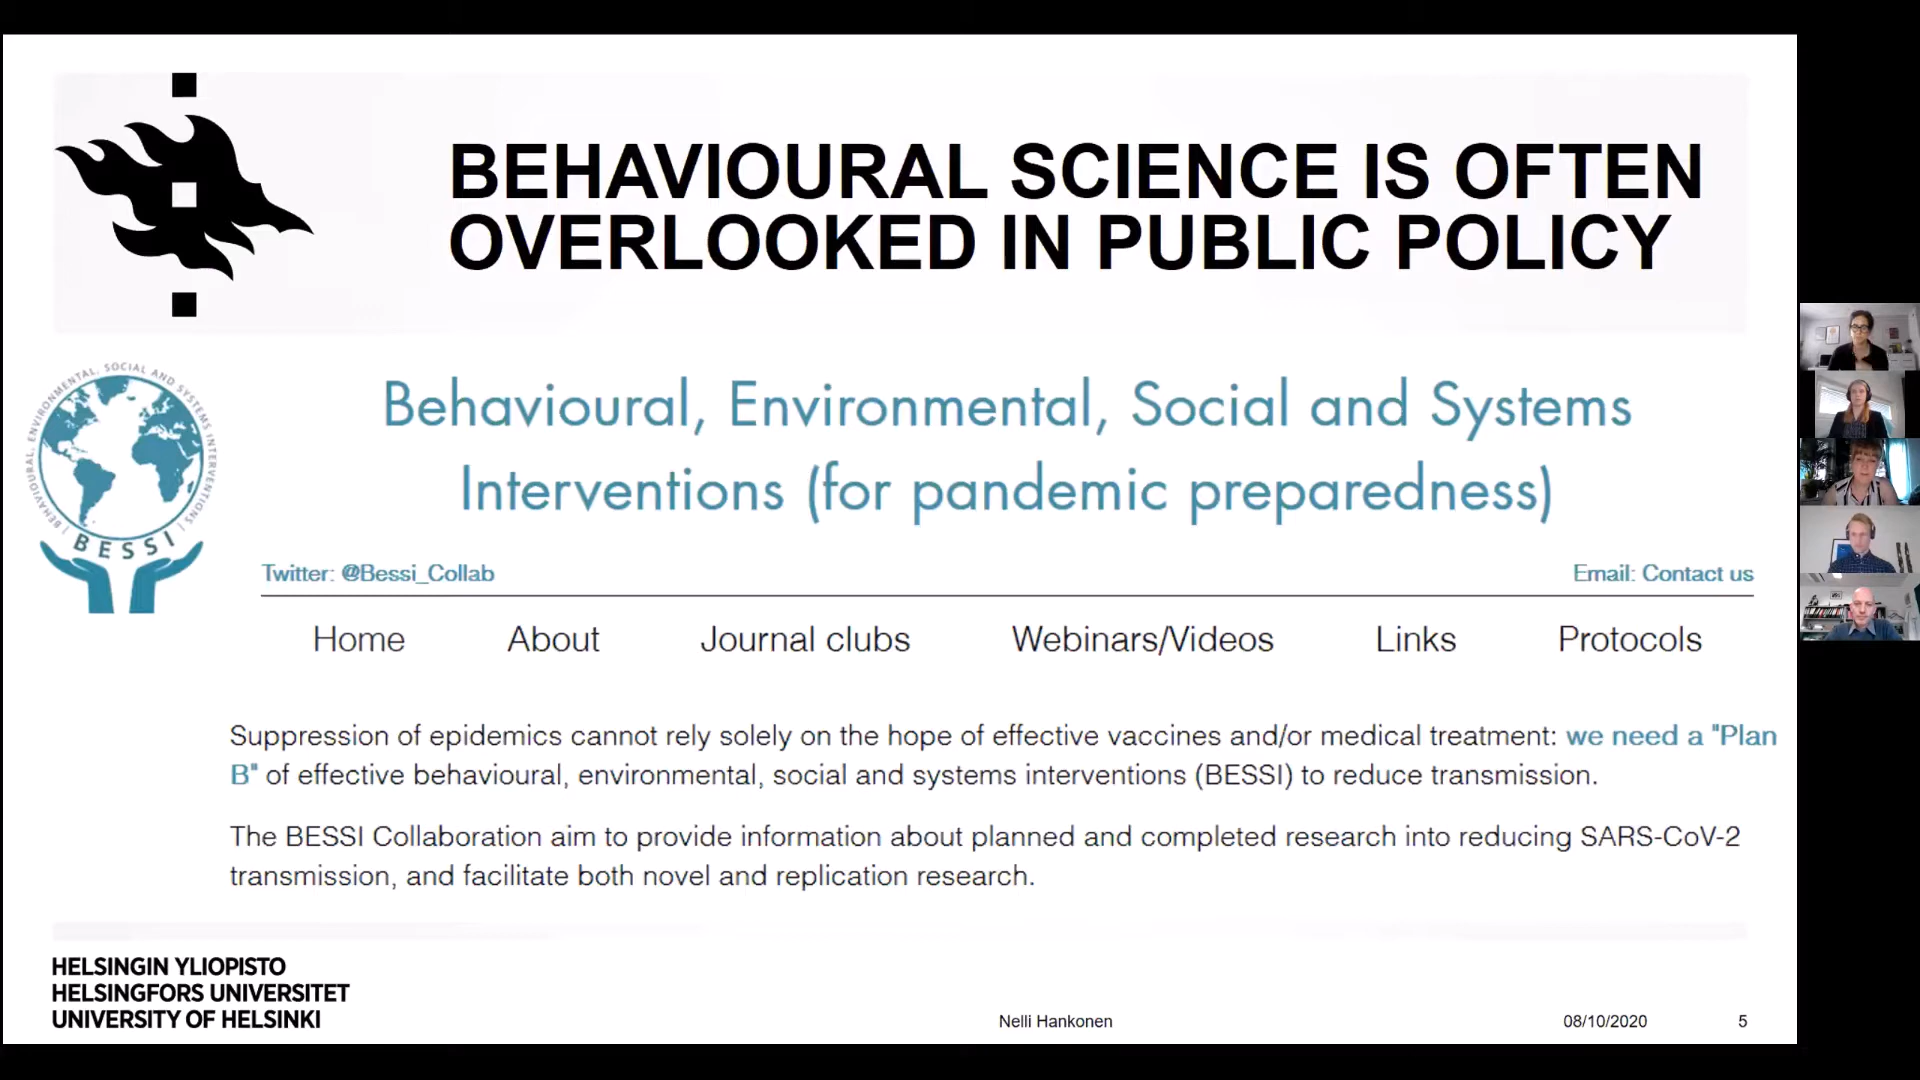 BEHAVIOURAL SCIENCE IS OFTEN
OVERLOOKED IN PUBLIC POLICY
| BEHAVIOURAL, ENVIRONMENTAL, SOCIAL AND SYSTEMS INTERVENTIONS |
BESSI
Behavioural, Environmental, Social and Systems
Interventions (for pandemic preparedness)
Twitter: @Bessi_Collab
Email: Contact us
Home About Journal clubs Webinars/Videos Links Protocols
Suppression of epidemics cannot rely solely on the hope of effective vaccines and/or medical treatment: we need a "Plan
B" of effective behavioural, environmental, social and systems interventions (BESSI) to reduce transmission.
The BESSI Collaboration aim to provide information about planned and completed research into reducing SARS-CoV-2
transmission, and facilitate both novel and replication research.
HELSINGIN YLIOPISTO
HELSINGFORS UNIVERSITET
UNIVERSITY OF HELSINKI
Nelli Hankonen
08/10/2020
5